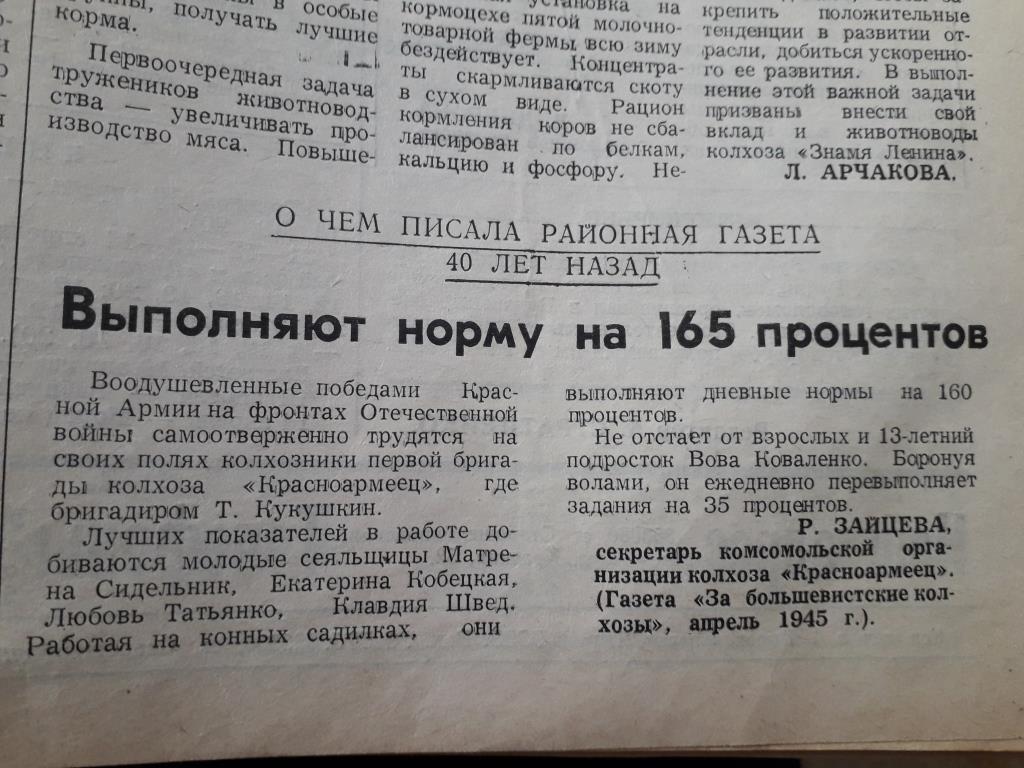 в особые
получать лучшие
корма.
Первоочередная задача
тружеников животновод-
ства — увеличивать про-
изводство мяса. Повыше-
установка на
кормоцехе пятой молочно-
товарной фермы всю зиму
бездействует. Концентра-
ты скармливаются скоту
в сухом виде. Рацион
кормления коров не сба-
лансирован по белкам,
кальцию и фосфору. Не-
крепить положительные
тенденции в развитии от-
расли, добиться ускоренно-
го ее развития. В выпол-
нение этой важной задачи
призваны внести свой
вклад и животноводы
колхоза «Знамя Ленина».
Л. АРЧАКОВА.
О ЧЕМ ПИСАЛА РАЙОННАЯ ГАЗЕТА
40 ЛЕТ НАЗАД
Выполняют норму на 165 процентов
Воодушевленные победами Крас-
ной Армии на фронтах Отечественной
войны самоотверженно трудятся на
своих полях колхозники первой брига-
ды колхоза «Красноармеец», где
бригадиром Т. Кукушкин.
Лучших показателей в работе до-
биваются молодые сеяльщицы Матре-
на Сидельник, Екатерина Кобецкая,
Любовь Татьянко, Клавдия Швед.
Работая на конных садилках, они
выполняют дневные нормы на 160
процентов.
Не отстает от взрослых и 13-летний
подросток Вова Коваленко. Боронуя
волами, он ежедневно перевыполняет
задания на 35 процентов.
Р. ЗАЙЦЕВА,
секретарь комсомольской орга-
низации колхоза «Красноармеец».
(Газета «За большевистские кол-
хозы», апрель 1945 г.).